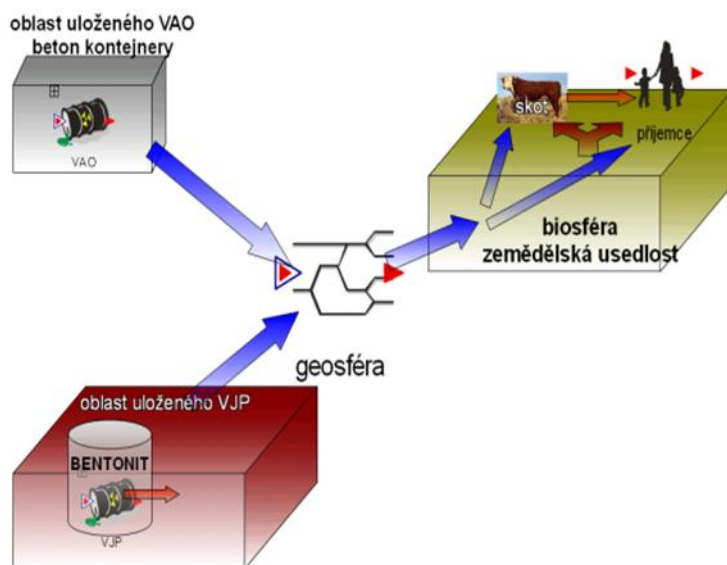 oblast uloženého VAO
beton kontejnery
VAO
skot
příjemce
biosféra
zemědělská usedlost
geosféra
oblast uloženého VJP
BENTONIT
VJP